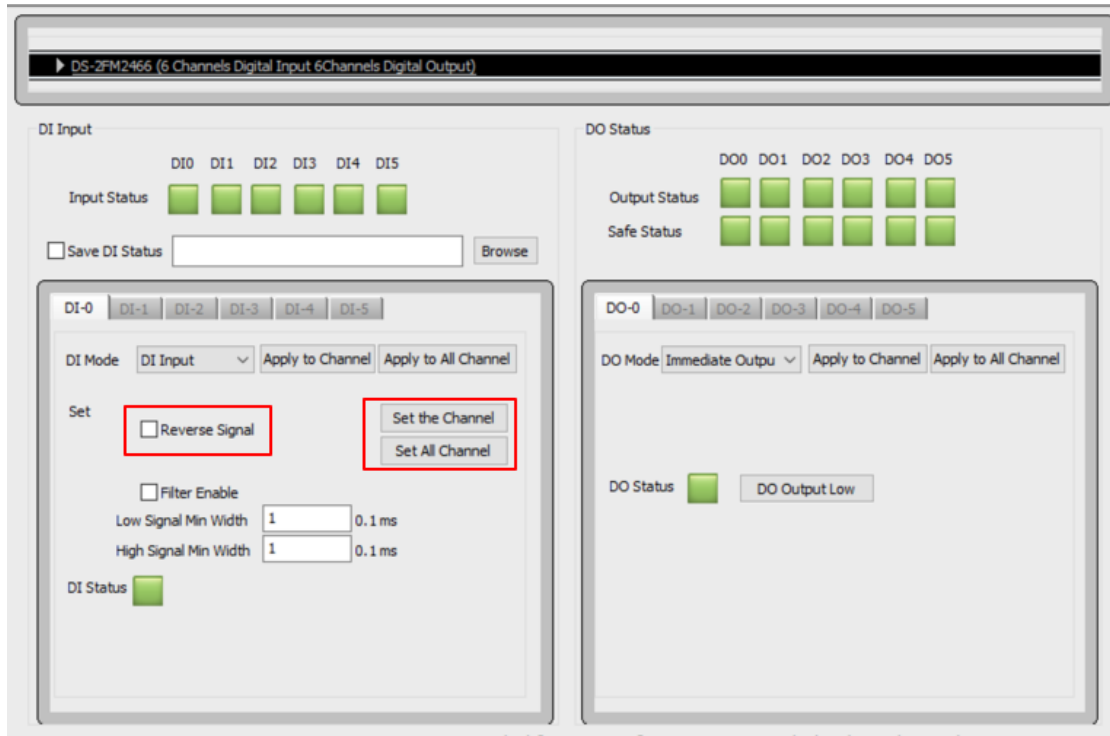 DS-2FM2466 (6 Channels Digital Input 6Channels Digital Output)
DI Input
DI0 DI1 DI2 DI3 DI4 DI5
Input Status
Save DI Status Browse
DI-0 DI-1 DI-2 DI-3 DI-4 DI-5
DI Mode DI Input Apply to Channel Apply to All Channel
Set Reverse Signal Set the Channel
Set All Channel
Filter Enable
Low Signal Min Width 1 0.1 ms
High Signal Min Width 1 0.1 ms
DI Status
DO Status
DO0 DO1 DO2 DO3 DO4 DO5
Output Status
Safe Status
DO-0 DO-1 DO-2 DO-3 DO-4 DO-5
DO Mode Immediate Outpu Apply to Channel Apply to All Channel
DO Status DO Output Low